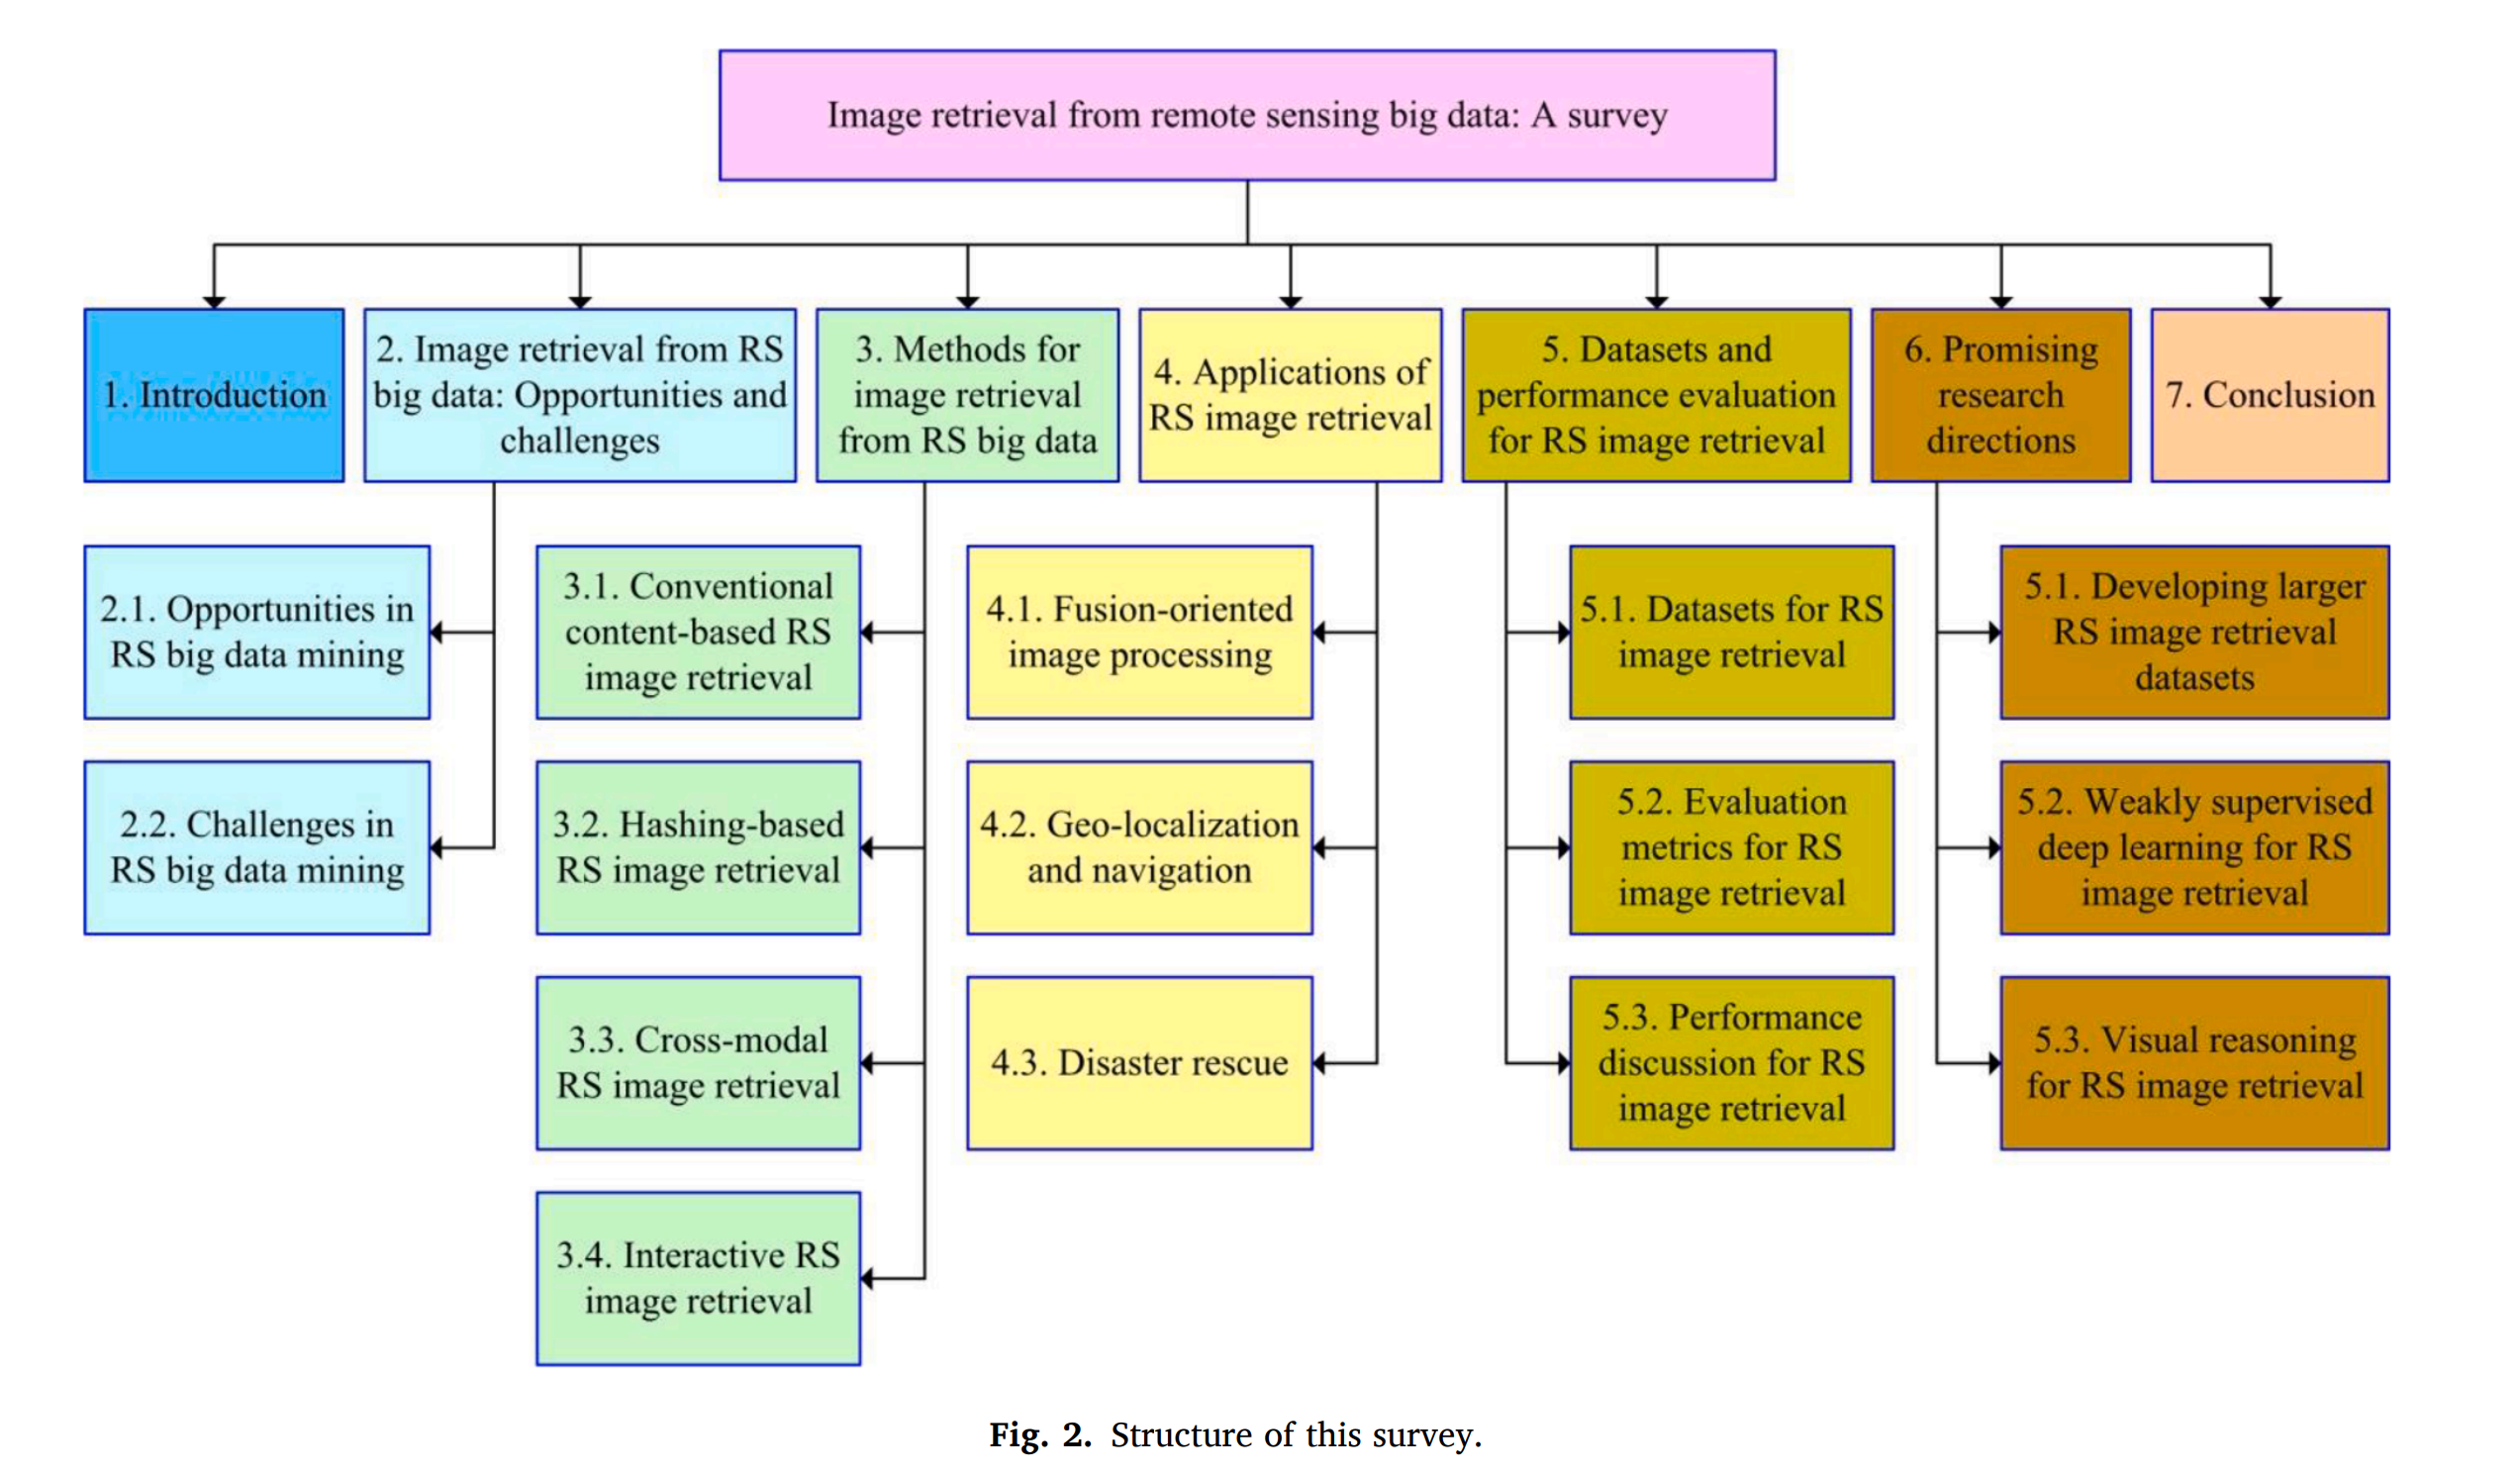 Image retrieval from remote sensing big data: A survey
1. Introduction
2. Image retrieval from RS
big data: Opportunities and
challenges
3. Methods for
image retrieval
from RS big data
4. Applications of
RS image retrieval
5. Datasets and
performance evaluation
for RS image retrieval
6. Promising
research
directions
7. Conclusion
2.1. Opportunities in
RS big data mining
2.2. Challenges in
RS big data mining
3.1. Conventional
content-based RS
image retrieval
3.2. Hashing-based
RS image retrieval
3.3. Cross-modal
RS image retrieval
3.4. Interactive RS
image retrieval
4.1. Fusion-oriented
image processing
4.2. Geo-localization
and navigation
4.3. Disaster rescue
5.1. Datasets for RS
image retrieval
5.2. Evaluation
metrics for RS
image retrieval
5.3. Performance
discussion for RS
image retrieval
5.1. Developing larger
RS image retrieval
datasets
5.2. Weakly supervised
deep learning for RS
image retrieval
5.3. Visual reasoning
for RS image retrieval
Fig. 2. Structure of this survey.